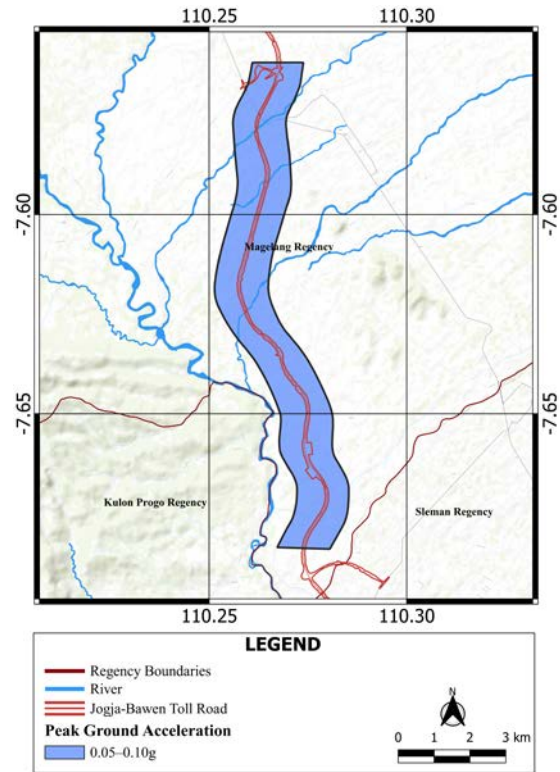 110.25 110.30
-7.60 -7.60
Magelang Regency
-7.65 -7.65
Kulon Progo Regency
Sleman Regency
110.25 110.30
LEGEND
Regency Boundaries
River
Jogja-Bawen Toll Road
Peak Ground Acceleration
0.05–0.10g
N
0 1 2 3 km